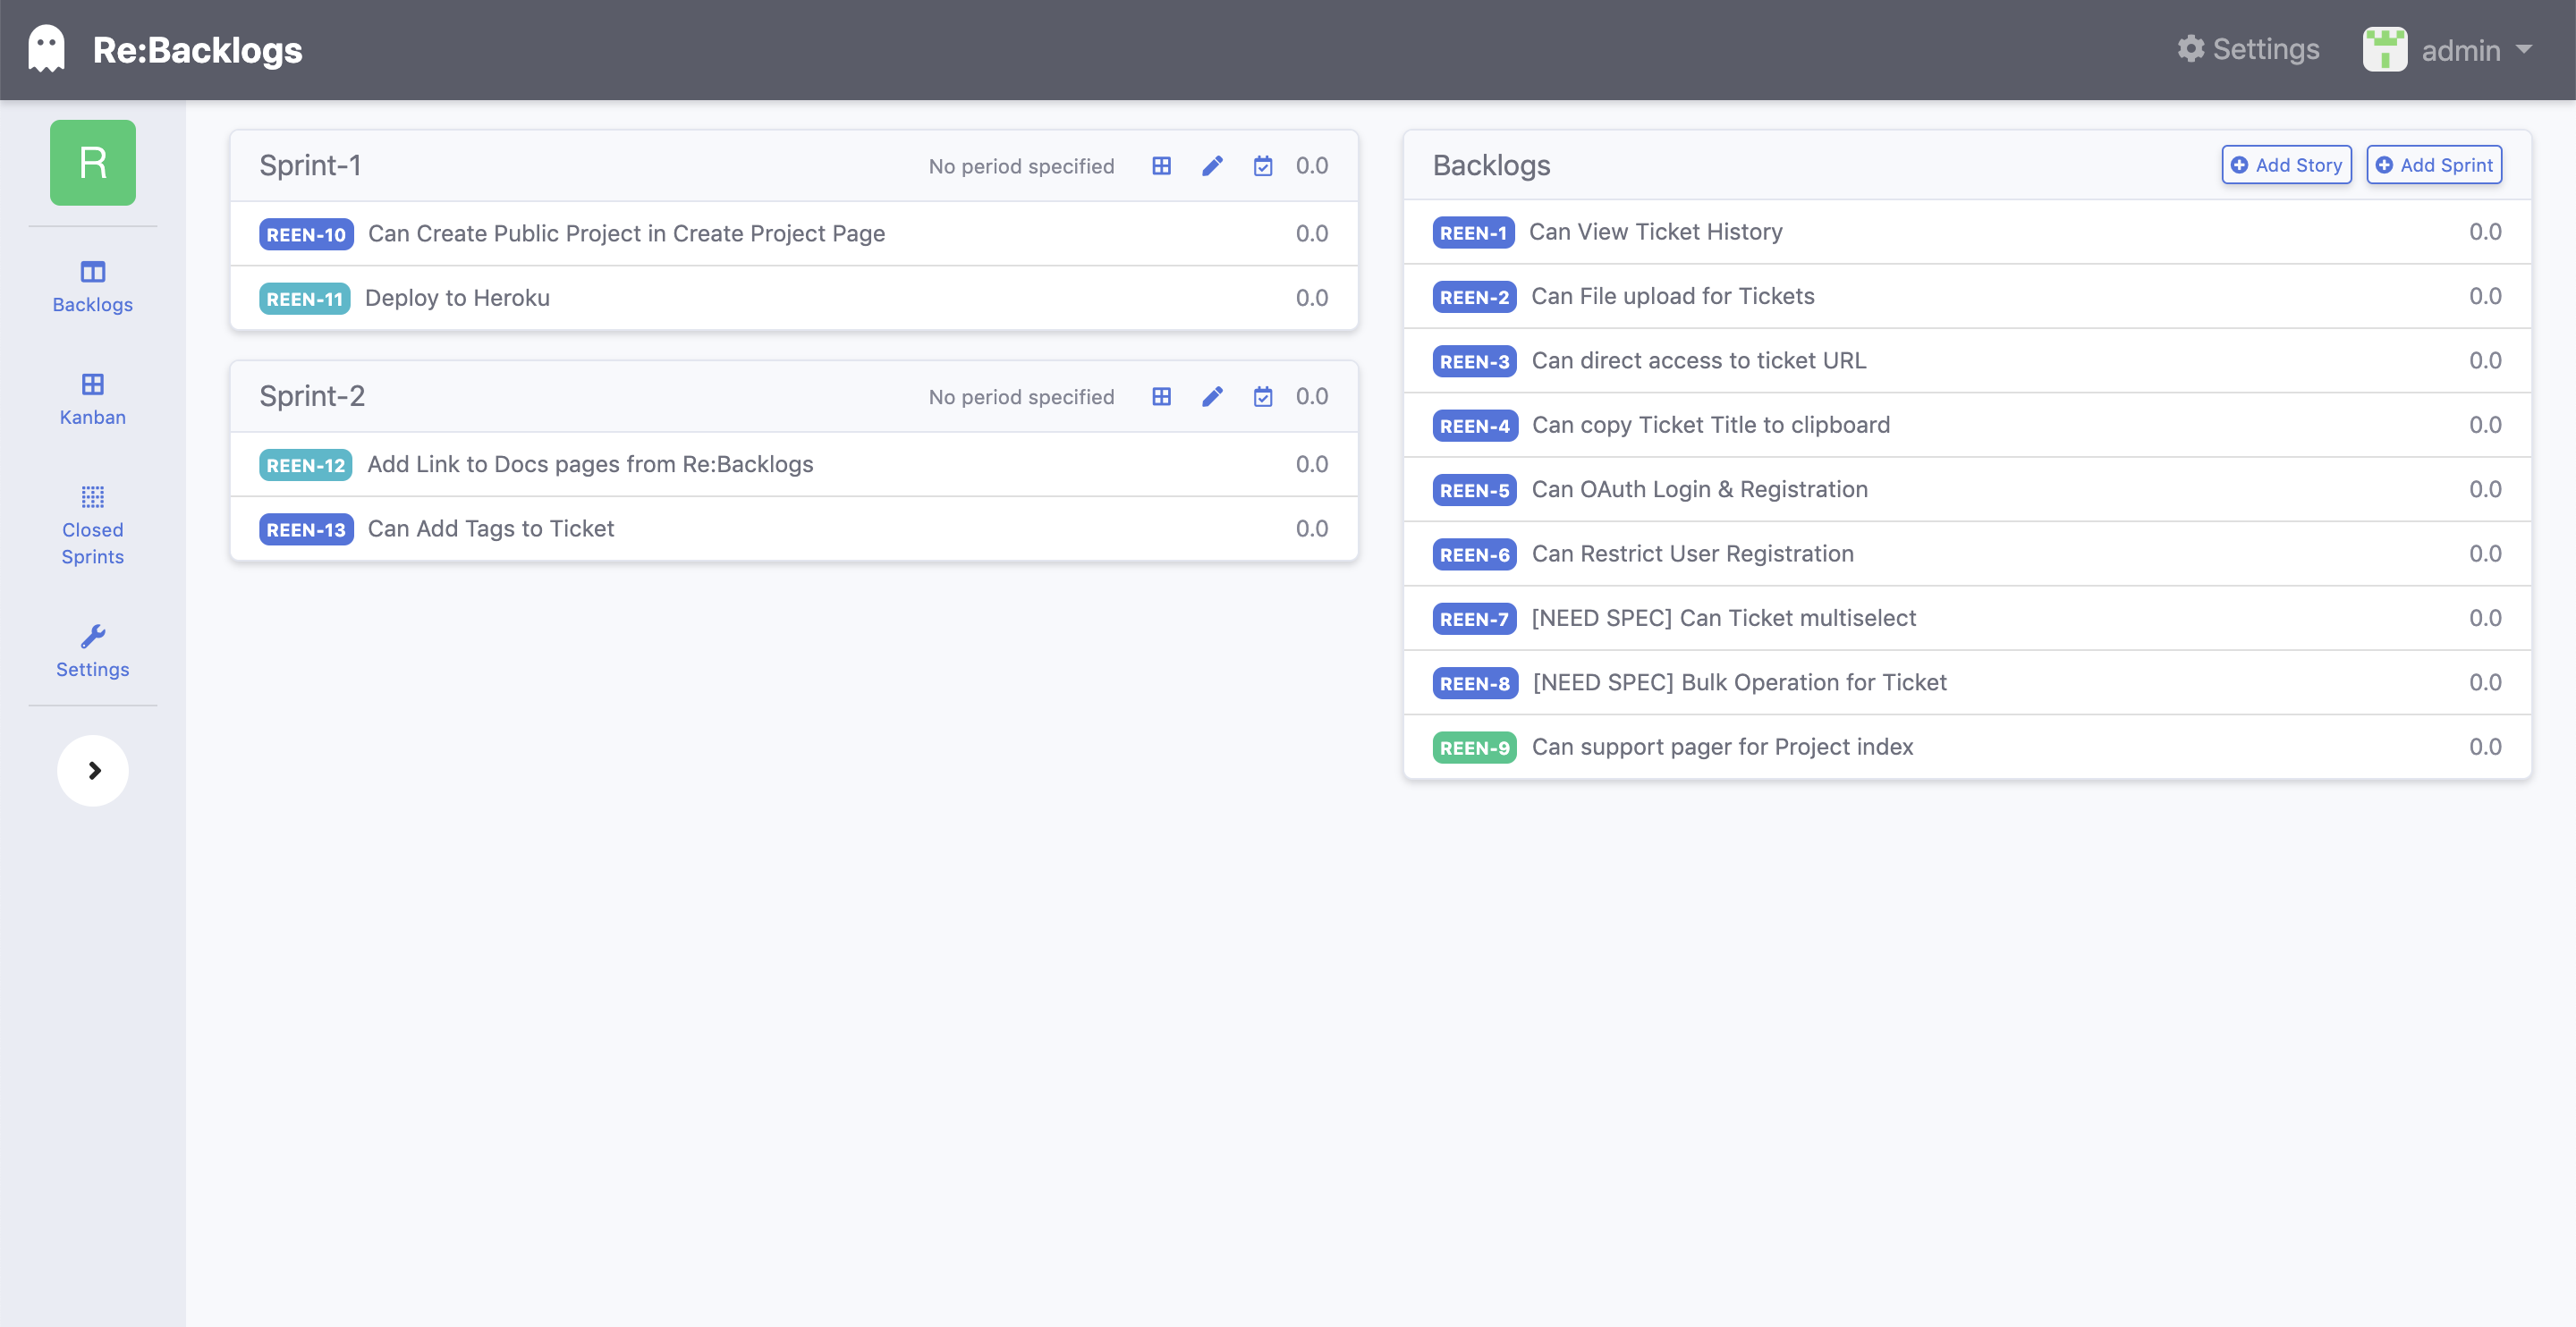 Re:Backlogs
Settings
admin
R
Backlogs
Kanban
Closed
Sprints
Settings
Sprint-1 No period specified 0.0
REEN-10 Can Create Public Project in Create Project Page 0.0
REEN-11 Deploy to Heroku 0.0
Sprint-2 No period specified 0.0
REEN-12 Add Link to Docs pages from Re:Backlogs 0.0
REEN-13 Can Add Tags to Ticket 0.0
Backlogs Add Story Add Sprint
REEN-1 Can View Ticket History 0.0
REEN-2 Can File upload for Tickets 0.0
REEN-3 Can direct access to ticket URL 0.0
REEN-4 Can copy Ticket Title to clipboard 0.0
REEN-5 Can OAuth Login & Registration 0.0
REEN-6 Can Restrict User Registration 0.0
REEN-7 [NEED SPEC] Can Ticket multiselect 0.0
REEN-8 [NEED SPEC] Bulk Operation for Ticket 0.0
REEN-9 Can support pager for Project index 0.0